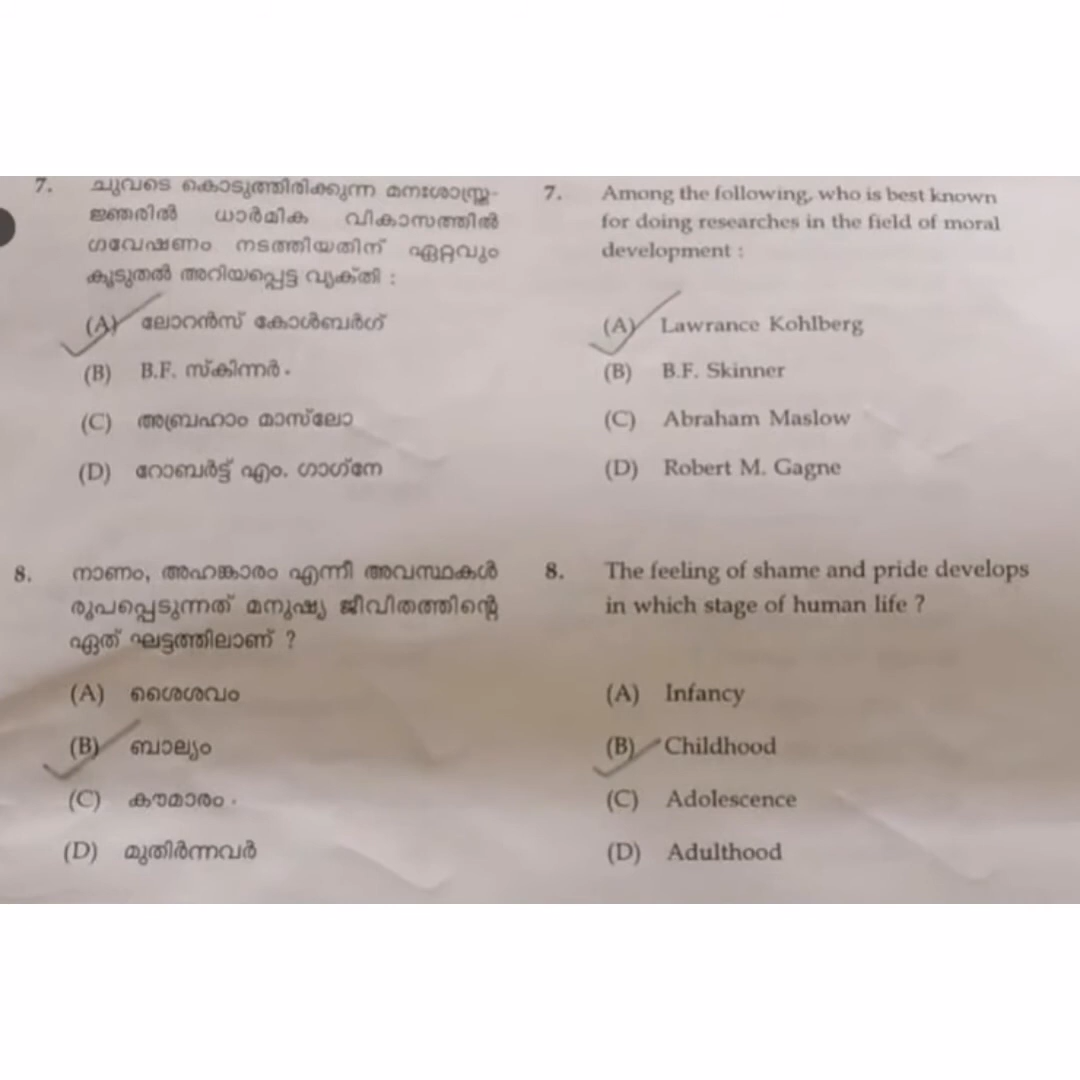 7. ചുവടെ കൊടുത്തിരിക്കുന്ന മനഃശാസ്ത്ര-
ജ്ഞരിൽ ധാർമിക വികാസത്തിൽ
ഗവേഷണം നടത്തിയതിന് ഏറ്റവും
കൂടുതൽ അറിയപ്പെട്ട വ്യക്തി :
(A) ലോറൻസ് കോൾബർഗ്
(B) B.F. സ്കിന്നർ.
(C) അബ്രഹാം മാസ്‌ലോ
(D) റോബർട്ട് എം. ഗാഗ്‌നേ
8. നാണം, അഹങ്കാരം എന്നീ അവസ്ഥകൾ
രൂപപ്പെടുന്നത് മനുഷ്യ ജീവിതത്തിന്റെ
ഏത് ഘട്ടത്തിലാണ് ?
(A) ശൈശവം
(B) ബാല്യം
(C) കൗമാരം.
(D) മുതിർന്നവർ
7. Among the following, who is best known
for doing researches in the field of moral
development :
(A) Lawrance Kohlberg
(B) B.F. Skinner
(C) Abraham Maslow
(D) Robert M. Gagne
8. The feeling of shame and pride develops
in which stage of human life ?
(A) Infancy
(B) Childhood
(C) Adolescence
(D) Adulthood